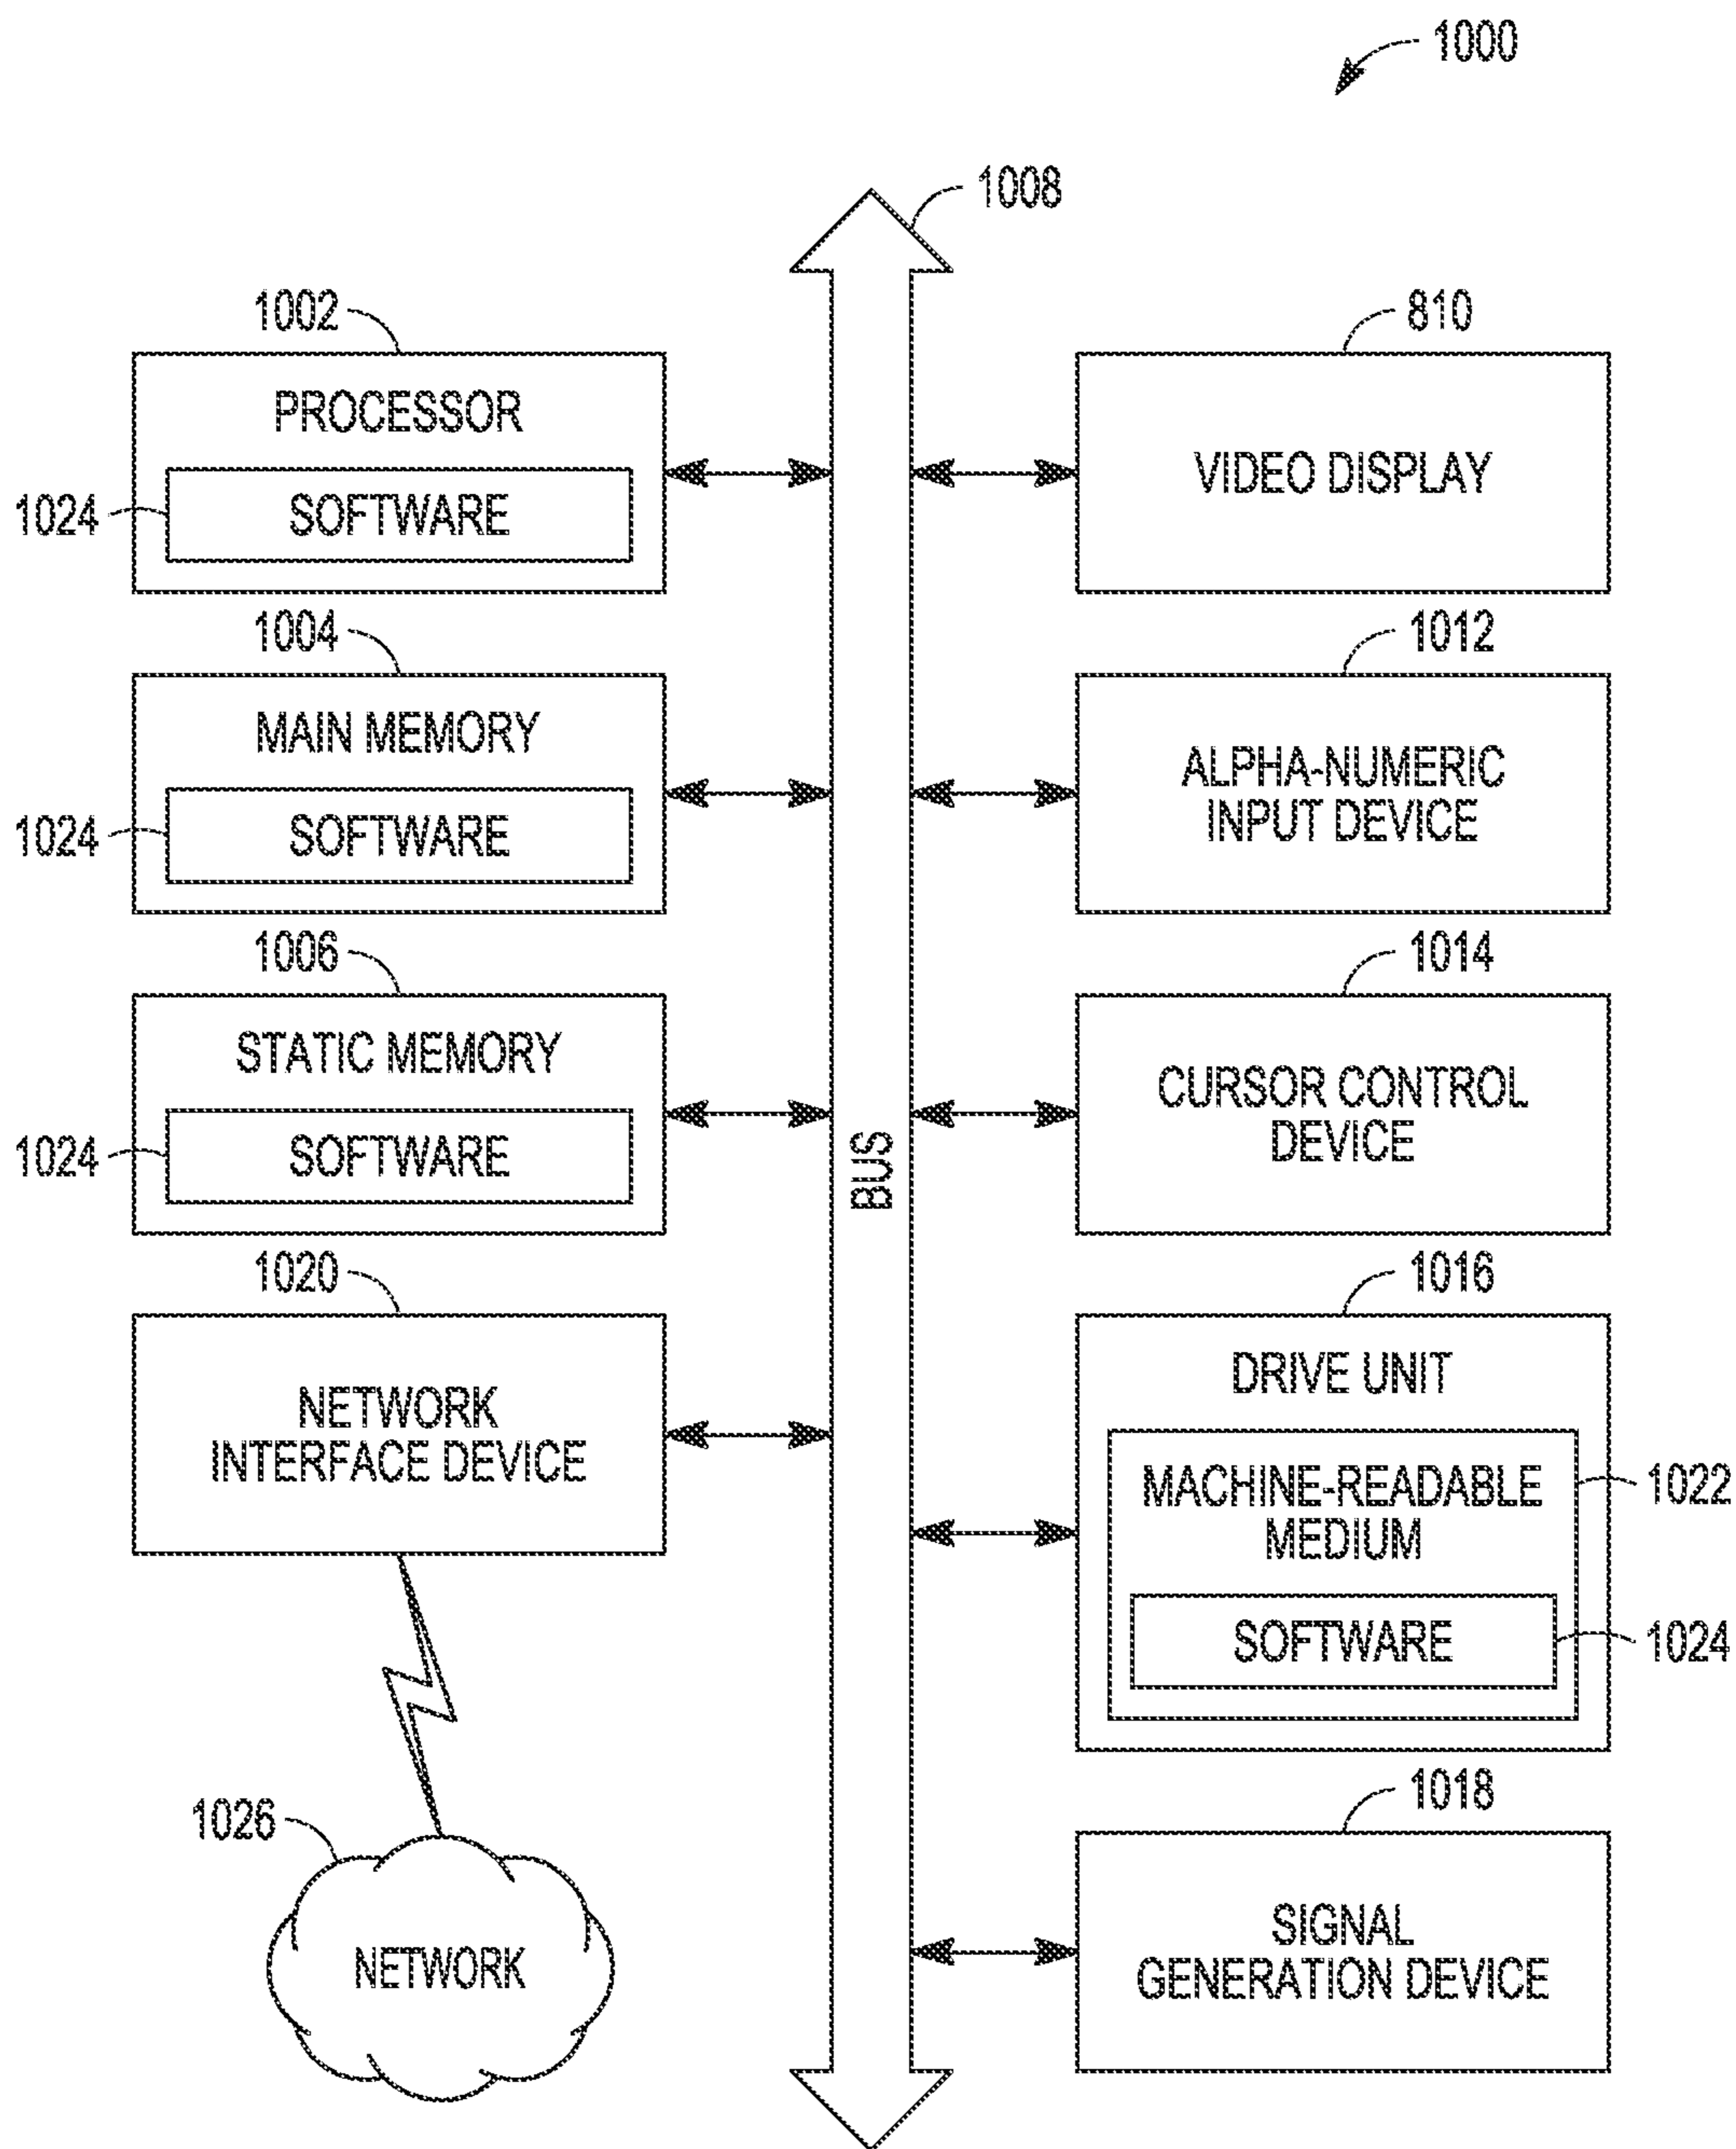 1000
1008
1002
PROCESSOR
1024
SOFTWARE
1004
MAIN MEMORY
1024
SOFTWARE
1006
STATIC MEMORY
1024
SOFTWARE
1020
NETWORK
INTERFACE DEVICE
1026
NETWORK
BUS
810
VIDEO DISPLAY
1012
ALPHA-NUMERIC
INPUT DEVICE
1014
CURSOR CONTROL
DEVICE
1016
DRIVE UNIT
MACHINE-READABLE
MEDIUM
1022
SOFTWARE
1024
1018
SIGNAL
GENERATION DEVICE